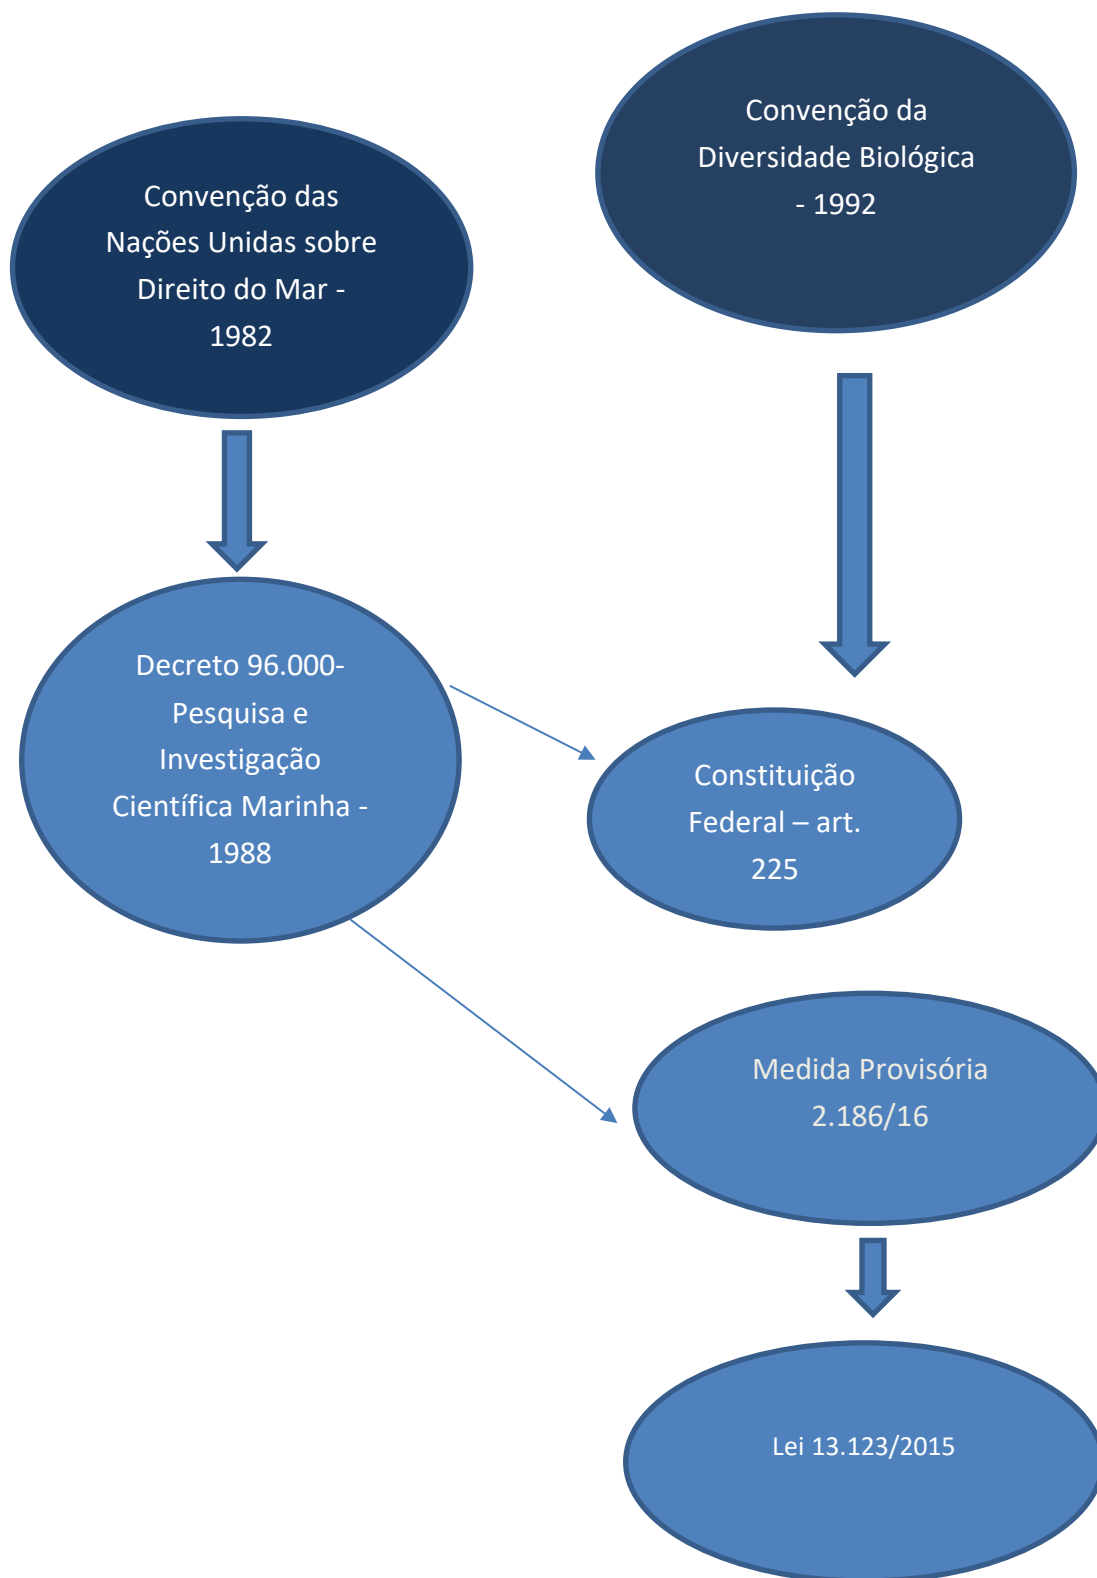 Convenção da
Diversidade Biológica
- 1992
Convenção das
Nações Unidas sobre
Direito do Mar -
1982
Decreto 96.000-
Pesquisa e
Investigação
Científica Marinha -
1988
Constituição
Federal – art.
225
Medida Provisória
2.186/16
Lei 13.123/2015